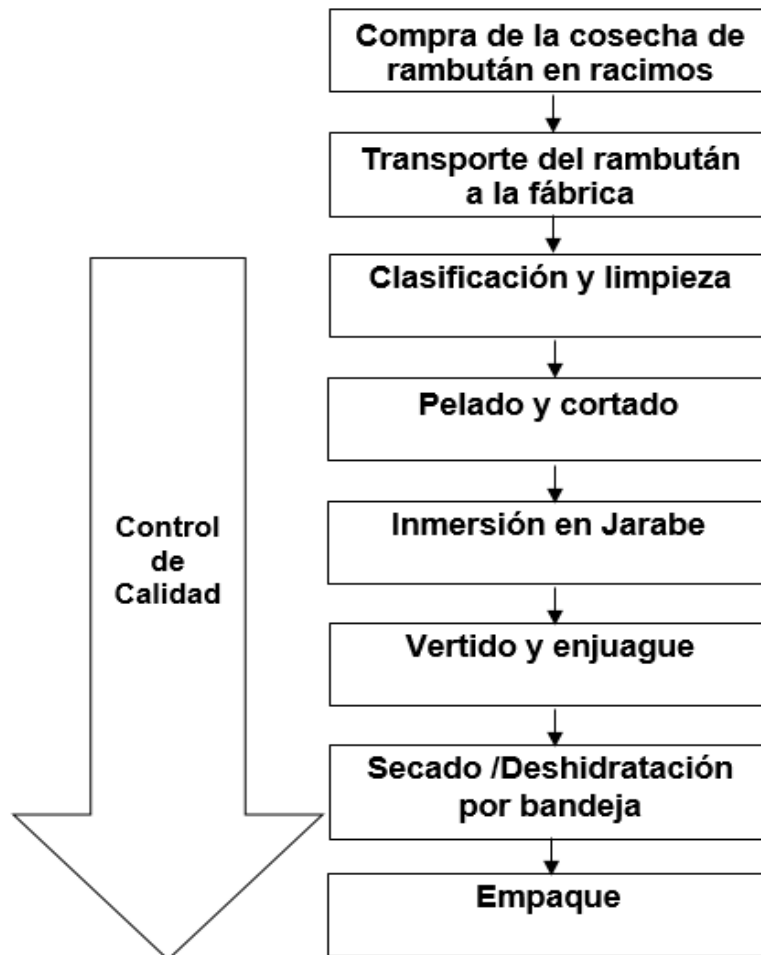 Compra de la cosecha de
rambután en racimos
Transporte del rambután
a la fábrica
Clasificación y limpieza
Pelado y cortado
Inmersión en Jarabe
Vertido y enjuague
Secado /Deshidratación
por bandeja
Empaque
Control
de
Calidad